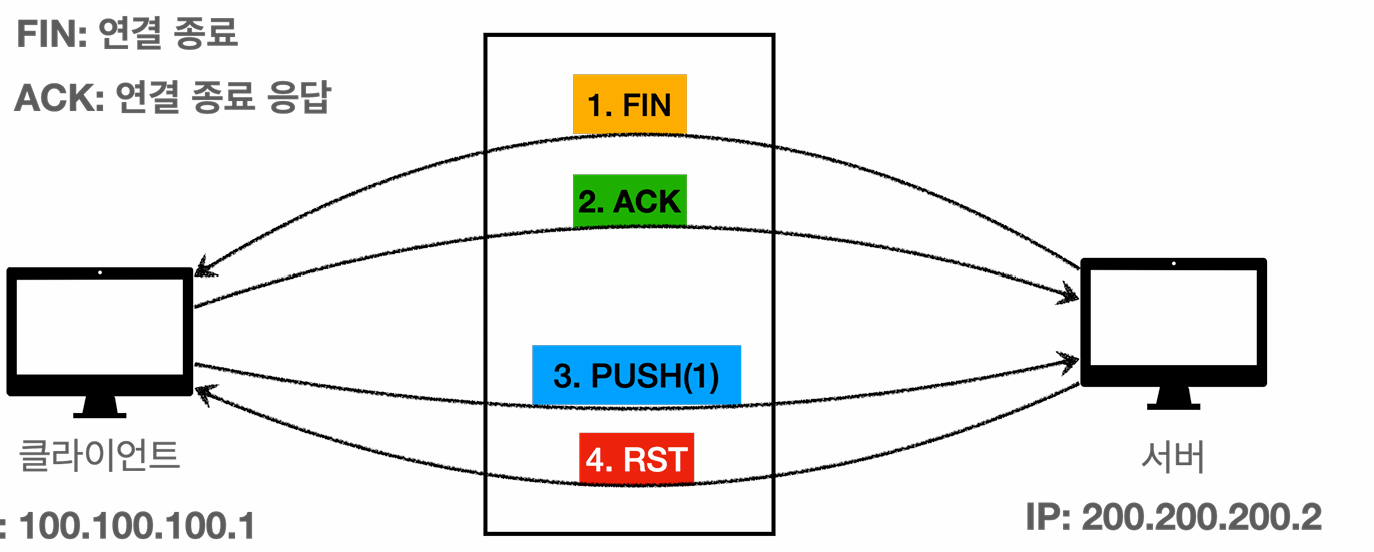 FIN: 연결 종료
ACK: 연결 종료 응답
1. FIN
2. ACK
3. PUSH(1)
4. RST
클라이언트
: 100.100.100.1
서버
IP: 200.200.200.2